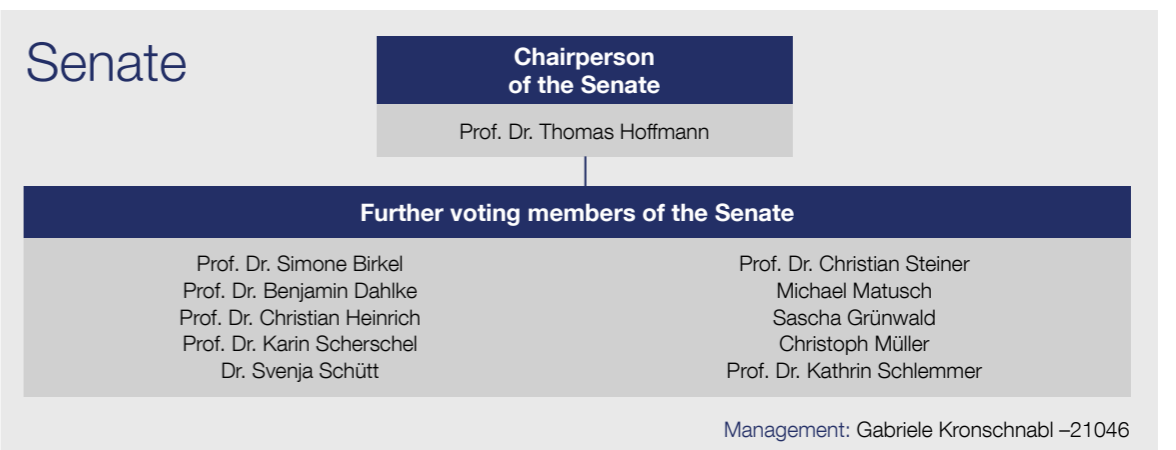 Senate
Chairperson
of the Senate
Prof. Dr. Thomas Hoffmann
Further voting members of the Senate
Prof. Dr. Simone Birkel
Prof. Dr. Benjamin Dahlke
Prof. Dr. Christian Heinrich
Prof. Dr. Karin Scherschel
Dr. Svenja Schütt
Prof. Dr. Christian Steiner
Michael Matusch
Sascha Grünwald
Christoph Müller
Prof. Dr. Kathrin Schlemmer
Management: Gabriele Kronschnabl –21046